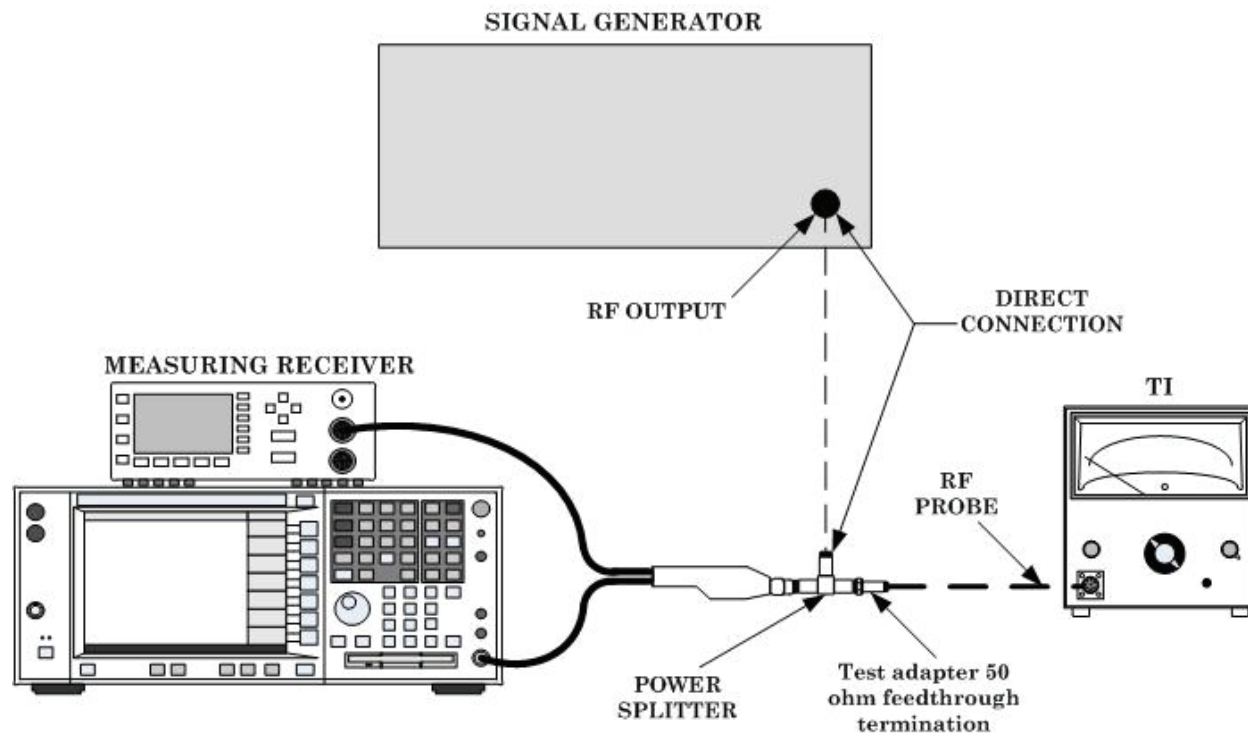 SIGNAL GENERATOR
RF OUTPUT
DIRECT
CONNECTION
MEASURING RECEIVER
TI
RF
PROBE
POWER
SPLITTER
Test adapter 50
ohm feedthrough
termination